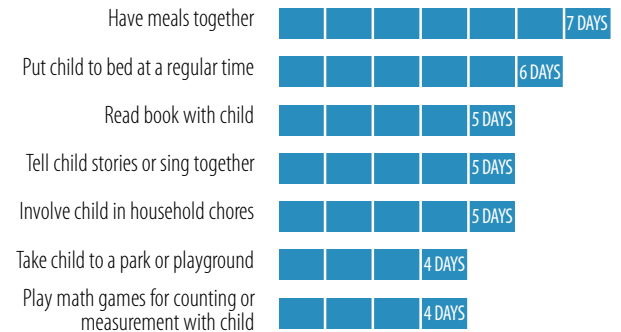 Have meals together
7 DAYS
Put child to bed at a regular time
6 DAYS
Read book with child
5 DAYS
Tell child stories or sing together
5 DAYS
Involve child in household chores
5 DAYS
Take child to a park or playground
4 DAYS
Play math games for counting or
measurement with child
4 DAYS